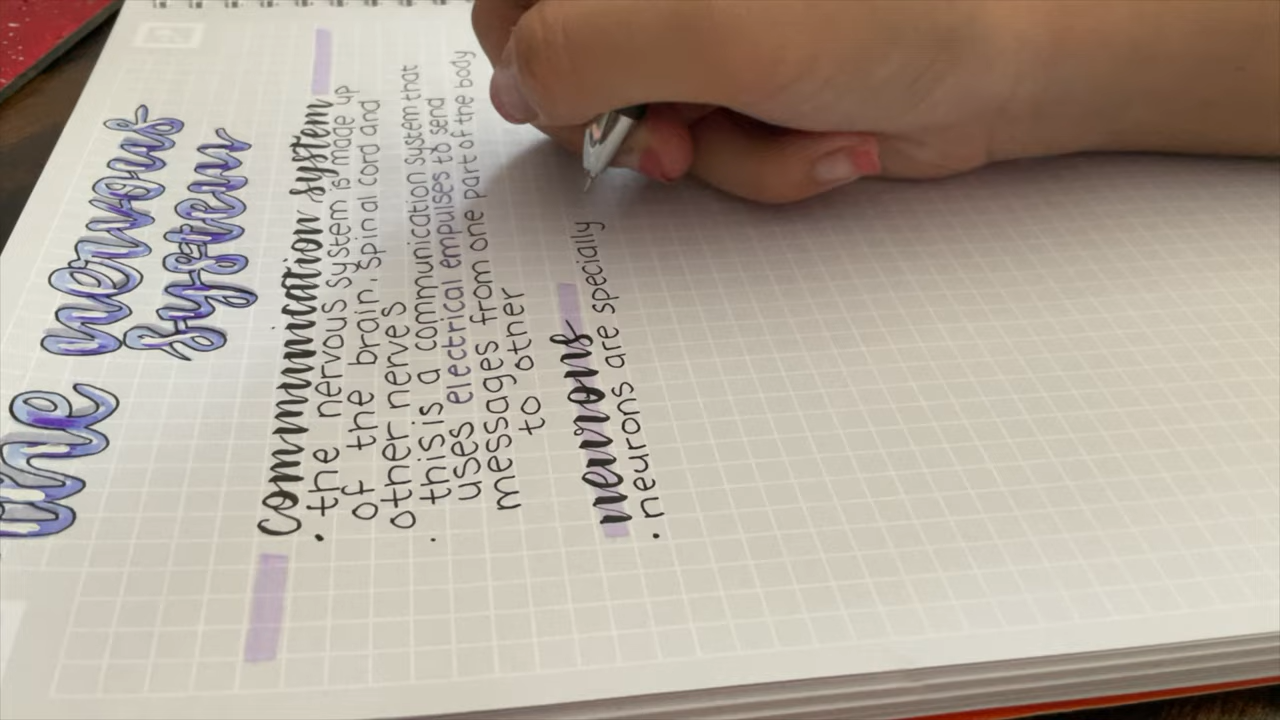 the nervous
system
communication system
· the nervous system is made up
of the brain, spinal cord and
other nerves
· this is a communication system that
uses electrical empulses to send
messages from one part of the body
to other
neurons
· neurons are specially